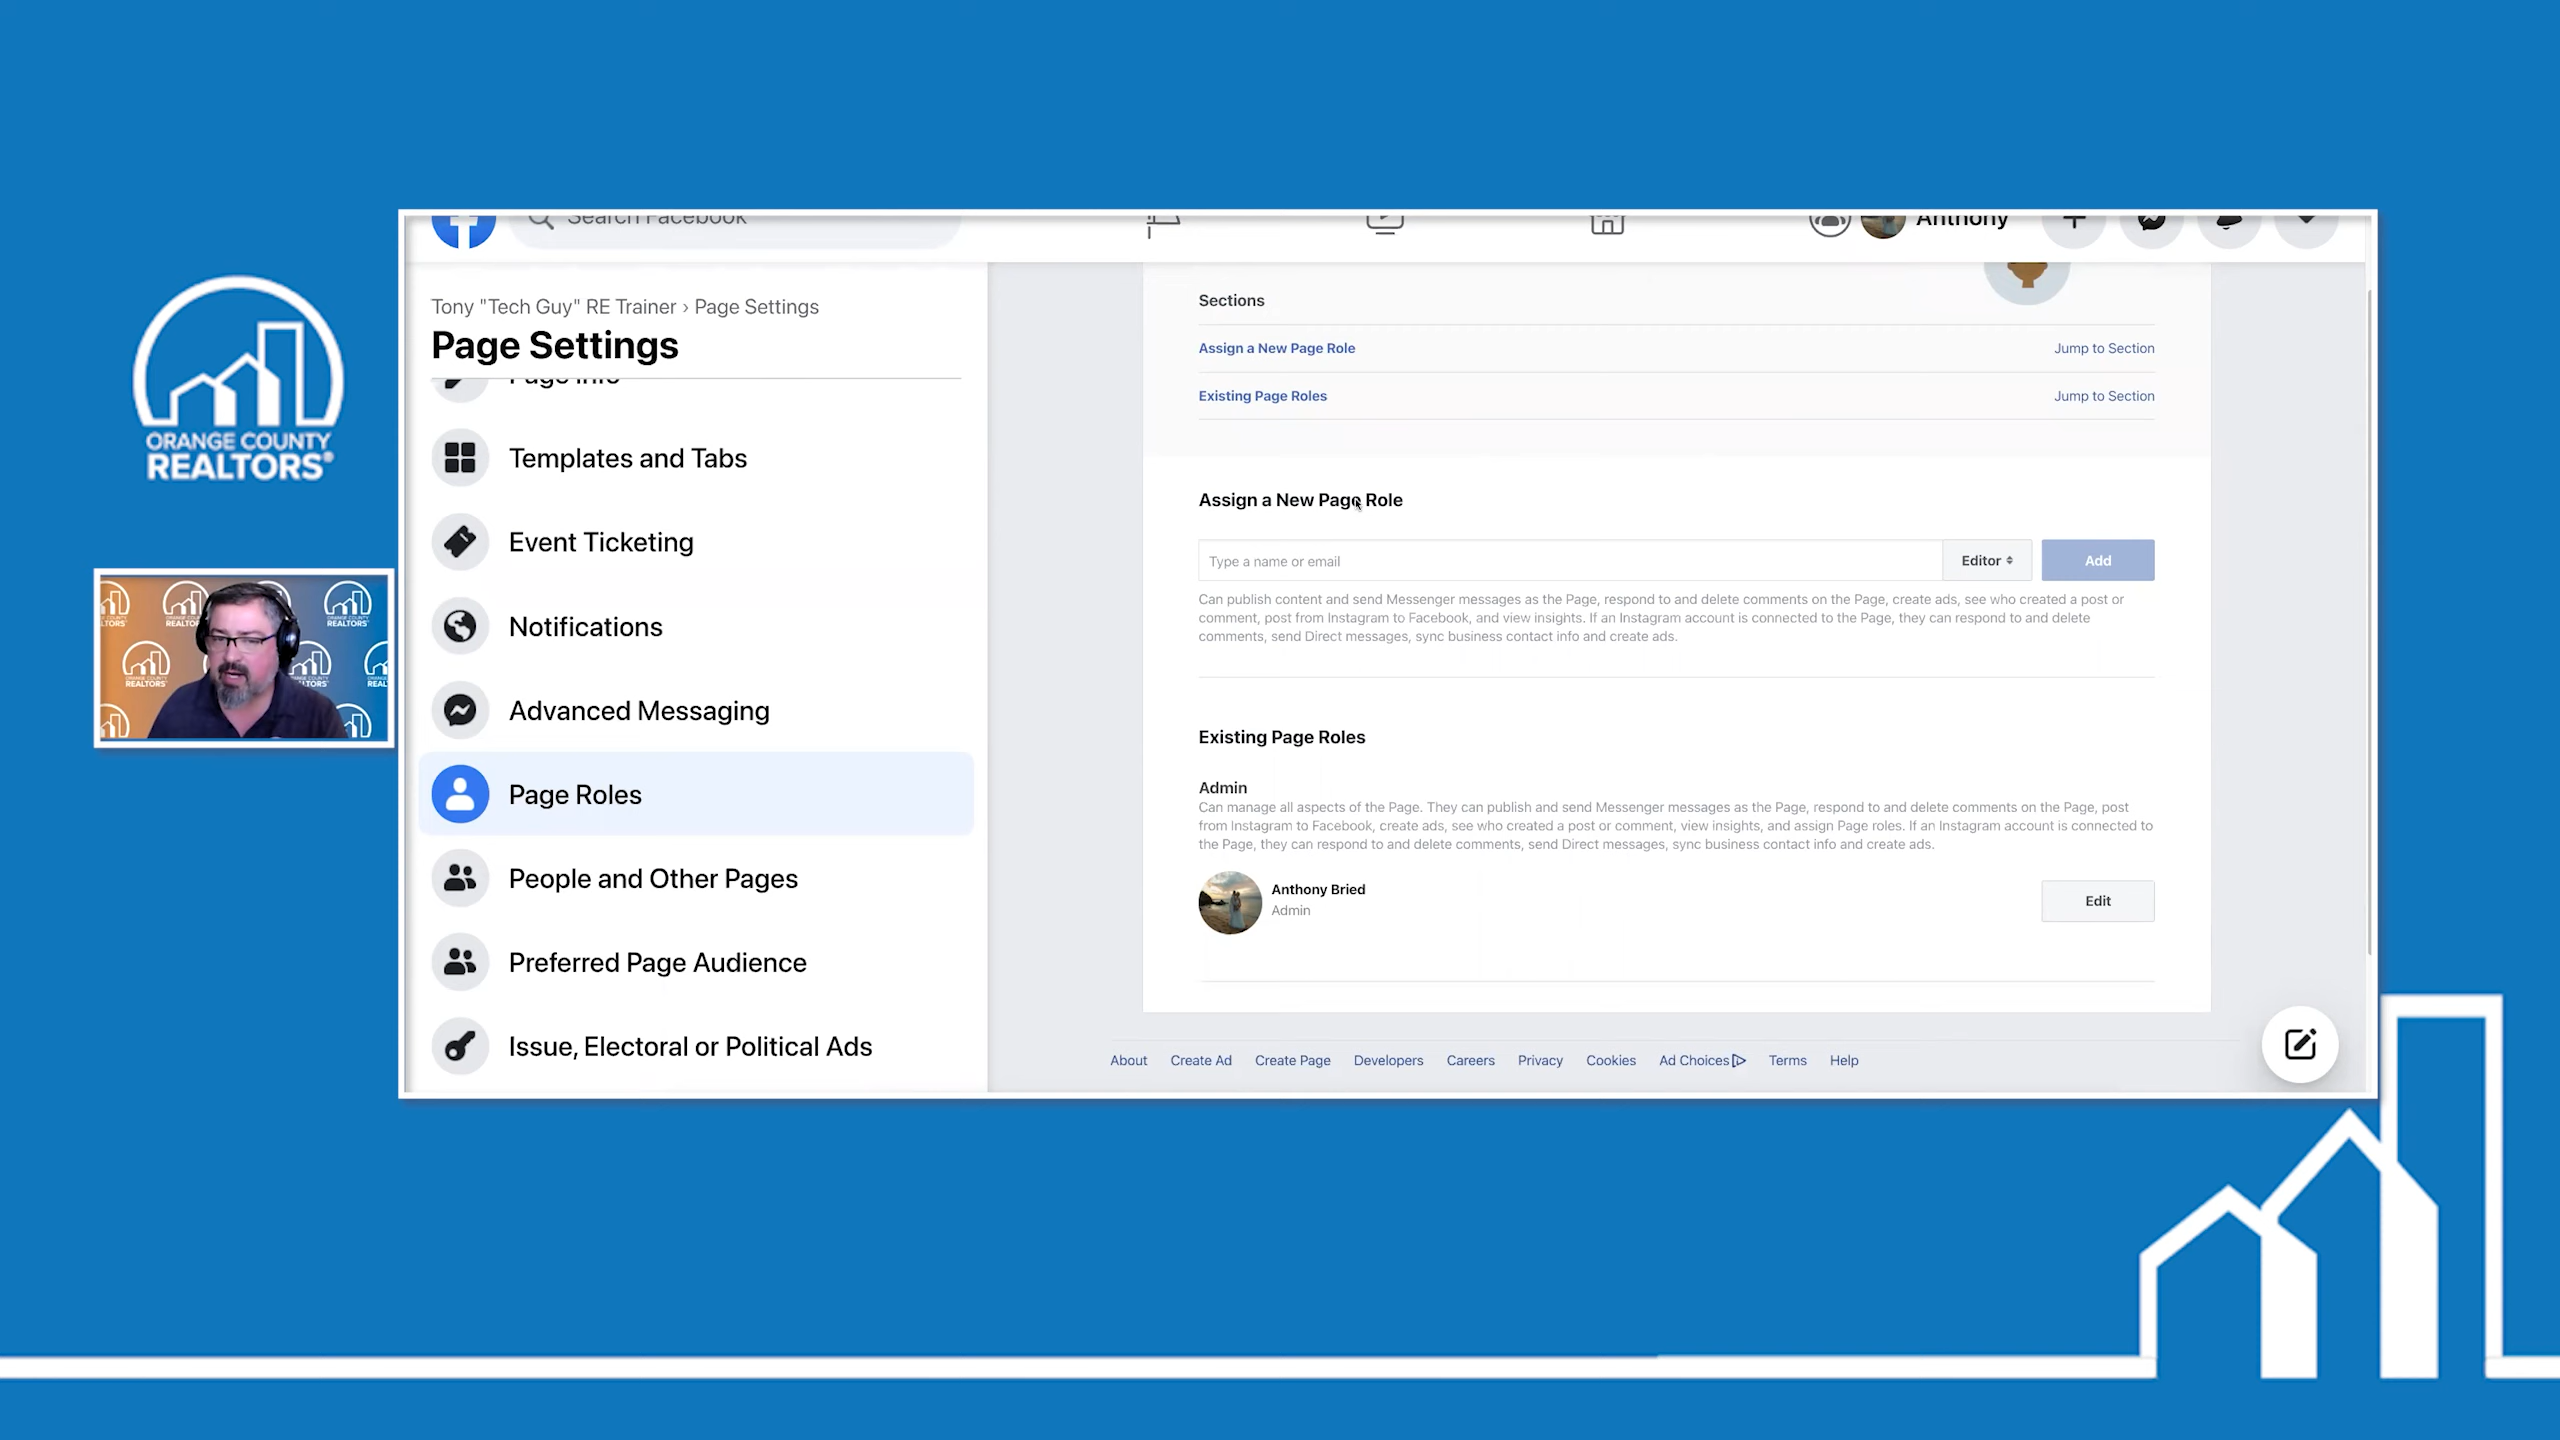 Search Facebook
Anthony
ORANGE COUNTY
REALTORS®
Tony "Tech Guy" RE Trainer › Page Settings
Page Settings
Page Info
Templates and Tabs
Event Ticketing
Notifications
Advanced Messaging
Page Roles
People and Other Pages
Preferred Page Audience
Issue, Electoral or Political Ads
Sections
Assign a New Page Role
Jump to Section
Existing Page Roles
Jump to Section
Assign a New Page Role
Type a name or email
Editor
Add
Can publish content and send Messenger messages as the Page, respond to and delete comments on the Page, create ads, see who created a post or
comment, post from Instagram to Facebook, and view insights. If an Instagram account is connected to the Page, they can respond to and delete
comments, send Direct messages, sync business contact info and create ads.
Existing Page Roles
Admin
Can manage all aspects of the Page. They can publish and send Messenger messages as the Page, respond to and delete comments on the Page, post
from Instagram to Facebook, create ads, see who created a post or comment, view insights, and assign Page roles. If an Instagram account is connected to
the Page, they can respond to and delete comments, send Direct messages, sync business contact info and create ads.
Anthony Bried
Admin
Edit
About Create Ad Create Page Developers Careers Privacy Cookies Ad Choices Terms Help